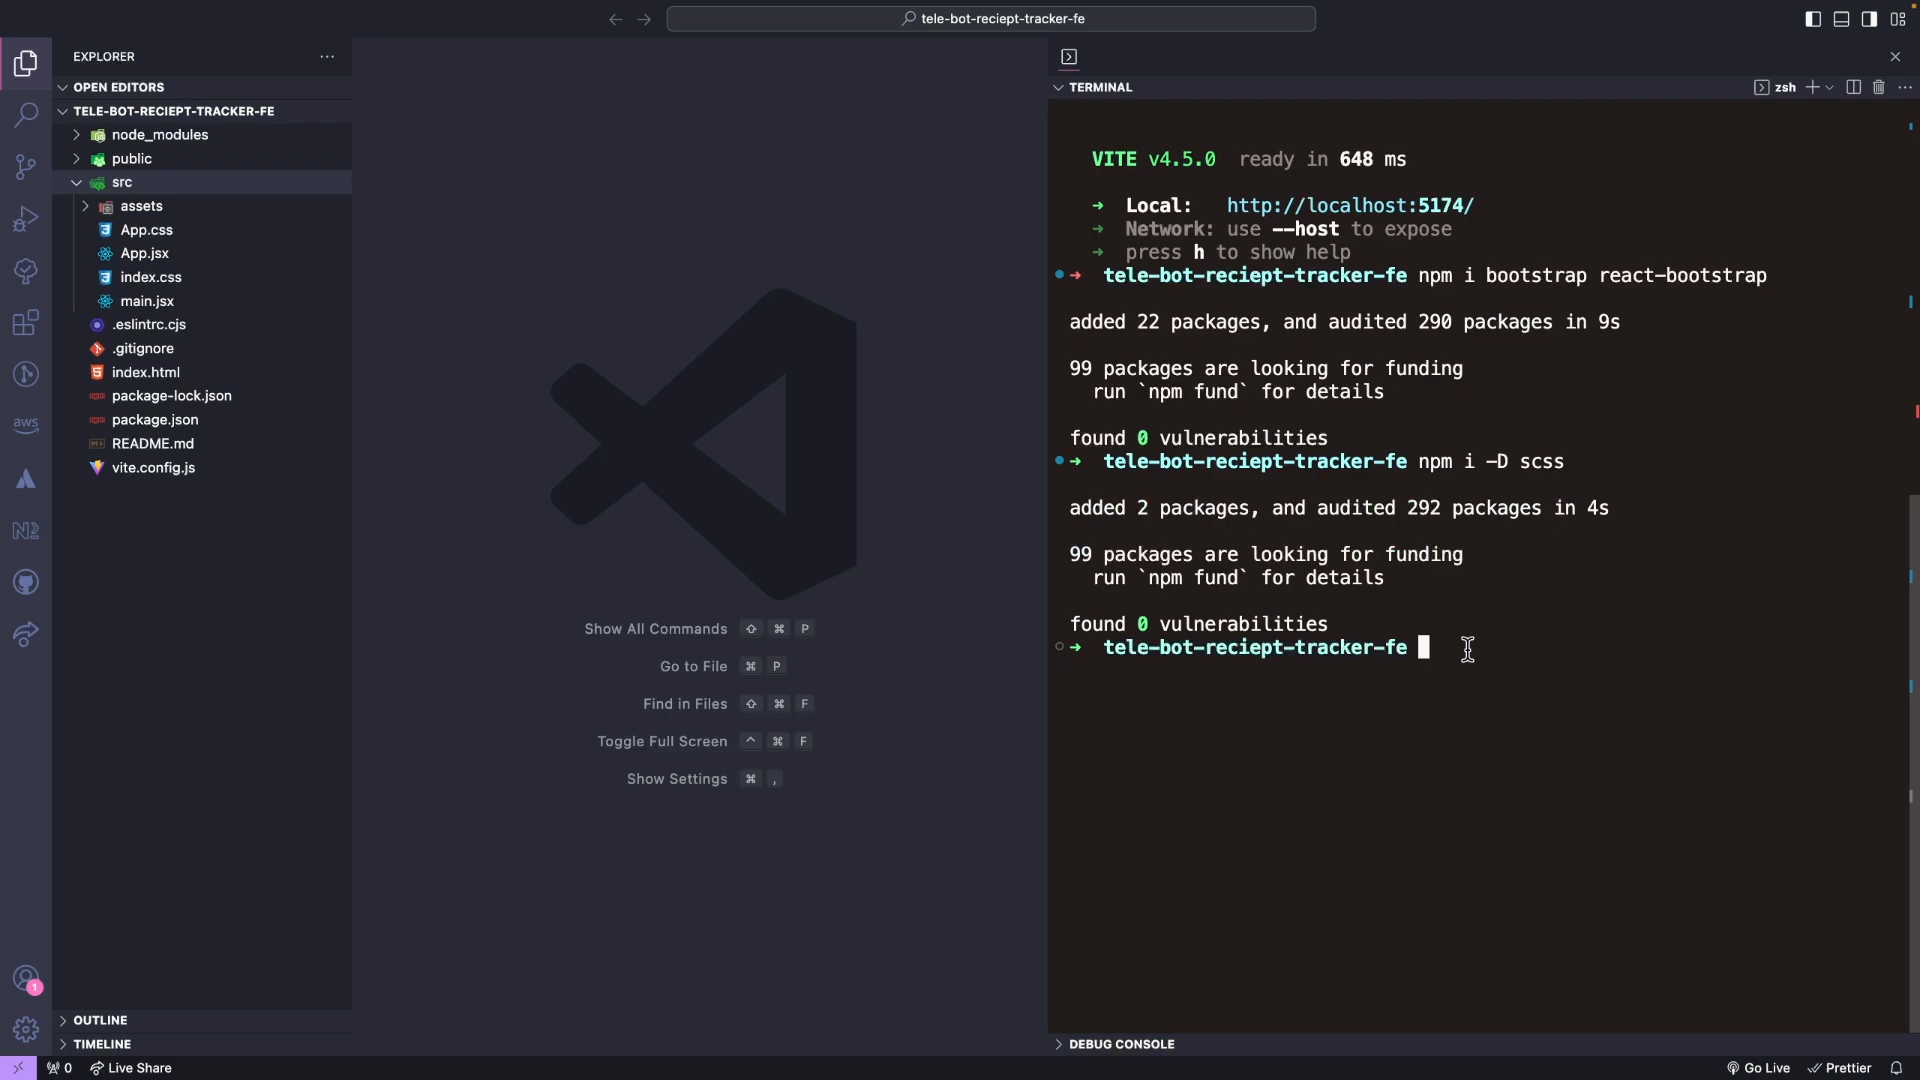 tele-bot-reciept-tracker-fe
EXPLORER
OPEN EDITORS
TELE-BOT-RECIEPT-TRACKER-FE
node_modules
public
src
assets
App.css
App.jsx
index.css
main.jsx
.eslintrc.cjs
.gitignore
index.html
package-lock.json
package.json
README.md
vite.config.js
OUTLINE
TIMELINE
aws
1
Show All Commands ⇧ ⌘ P
Go to File ⌘ P
Find in Files ⇧ ⌘ F
Toggle Full Screen ^ ⌘ F
Show Settings ⌘ ,
TERMINAL
zsh
VITE v4.5.0 ready in 648 ms
➜ Local: http://localhost:5174/
➜ Network: use --host to expose
➜ press h to show help
➜ tele-bot-reciept-tracker-fe npm i bootstrap react-bootstrap
added 22 packages, and audited 290 packages in 9s
99 packages are looking for funding
run `npm fund` for details
found 0 vulnerabilities
➜ tele-bot-reciept-tracker-fe npm i -D scss
added 2 packages, and audited 292 packages in 4s
99 packages are looking for funding
run `npm fund` for details
found 0 vulnerabilities
➜ tele-bot-reciept-tracker-fe
DEBUG CONSOLE
0
Live Share
Go Live
Prettier